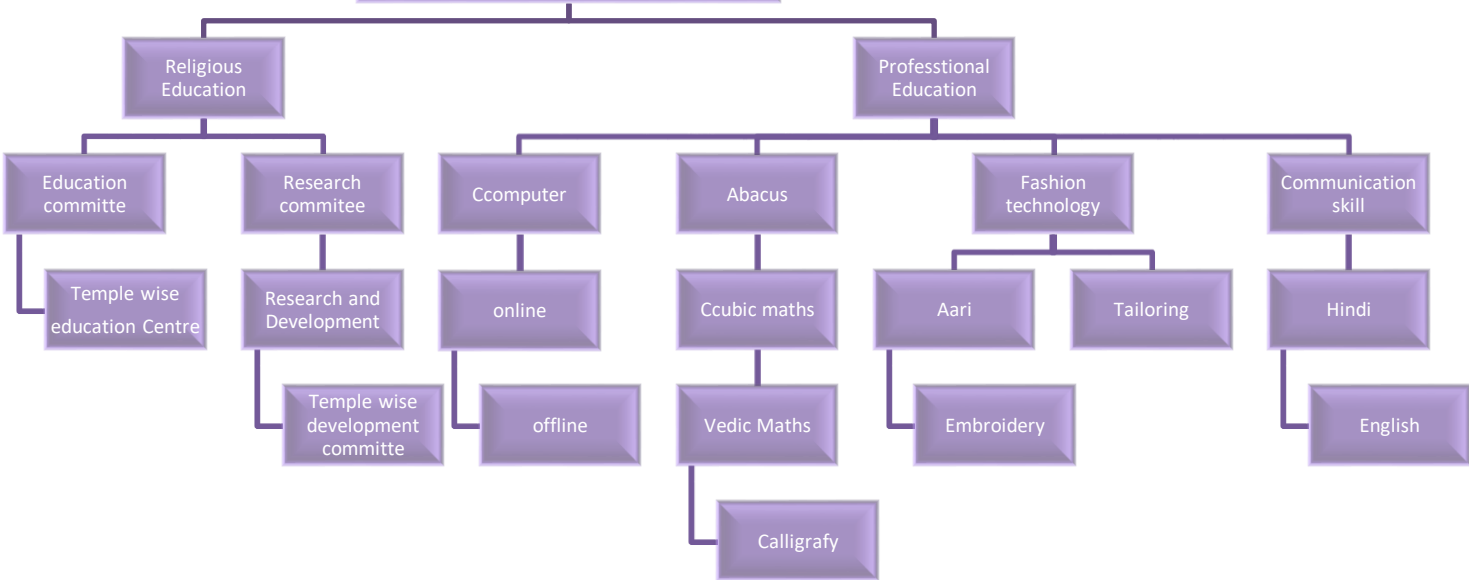 Religious
Education
Professtional
Education
Education
committe
Research
commitee
Ccomputer
Abacus
Fashion
technology
Communication
skill
Temple wise
education Centre
Research and
Development
online
Ccubic maths
Aari
Tailoring
Hindi
Temple wise
development
committe
offline
Vedic Maths
Embroidery
English
Calligrafy